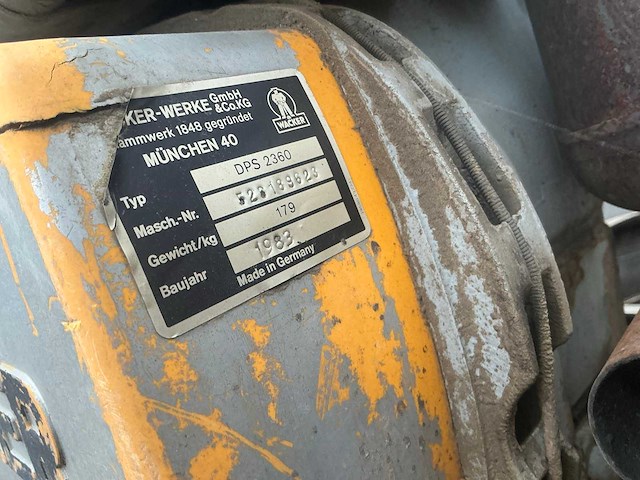 KER-WERKE GmbH & Co.KG
ammwerk 1848 gegründet
MÜNCHEN 40
WACKER
Typ DPS 2360
Masch.-Nr.
Gewicht/kg 179
Baujahr 1983
Made in Germany